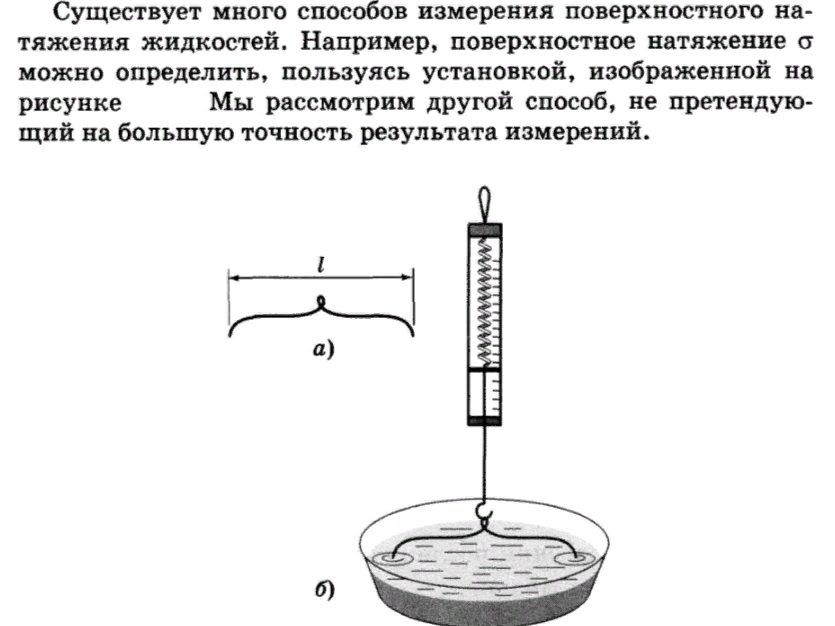 Существует много способов измерения поверхностного на-
тяжения жидкостей. Например, поверхностное натяжение σ
можно определить, пользуясь установкой, изображенной на
рисунке Мы рассмотрим другой способ, не претендую-
щий на большую точность результата измерений.
l
а)
б)